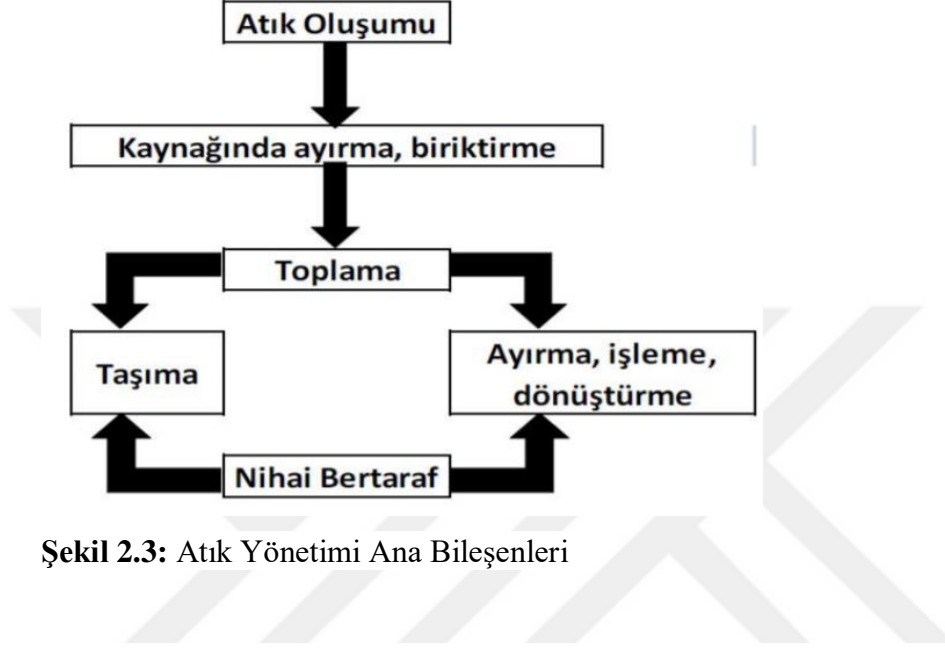 Atık Oluşumu
Kaynağında ayırma, biriktirme
Toplama
Taşıma
Ayırma, işleme,
dönüştürme
Nihai Bertaraf
Şekil 2.3: Atık Yönetimi Ana Bileşenleri